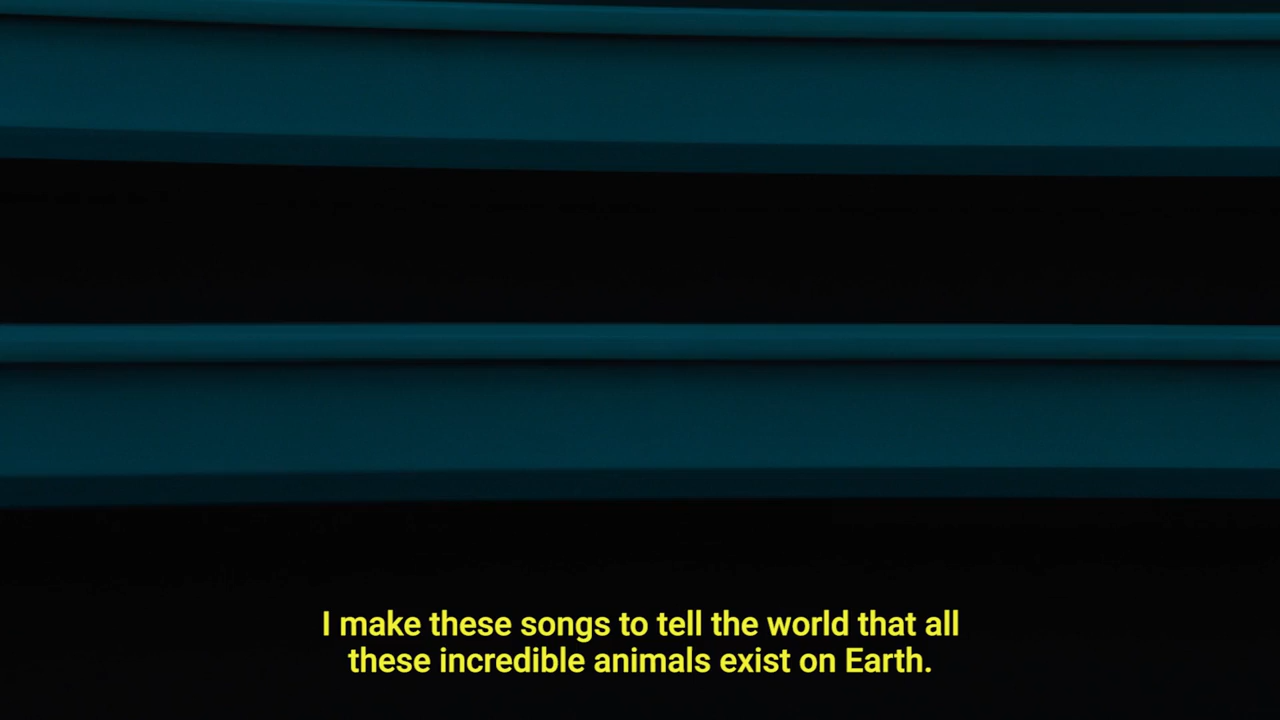 I make these songs to tell the world that all
these incredible animals exist on Earth.